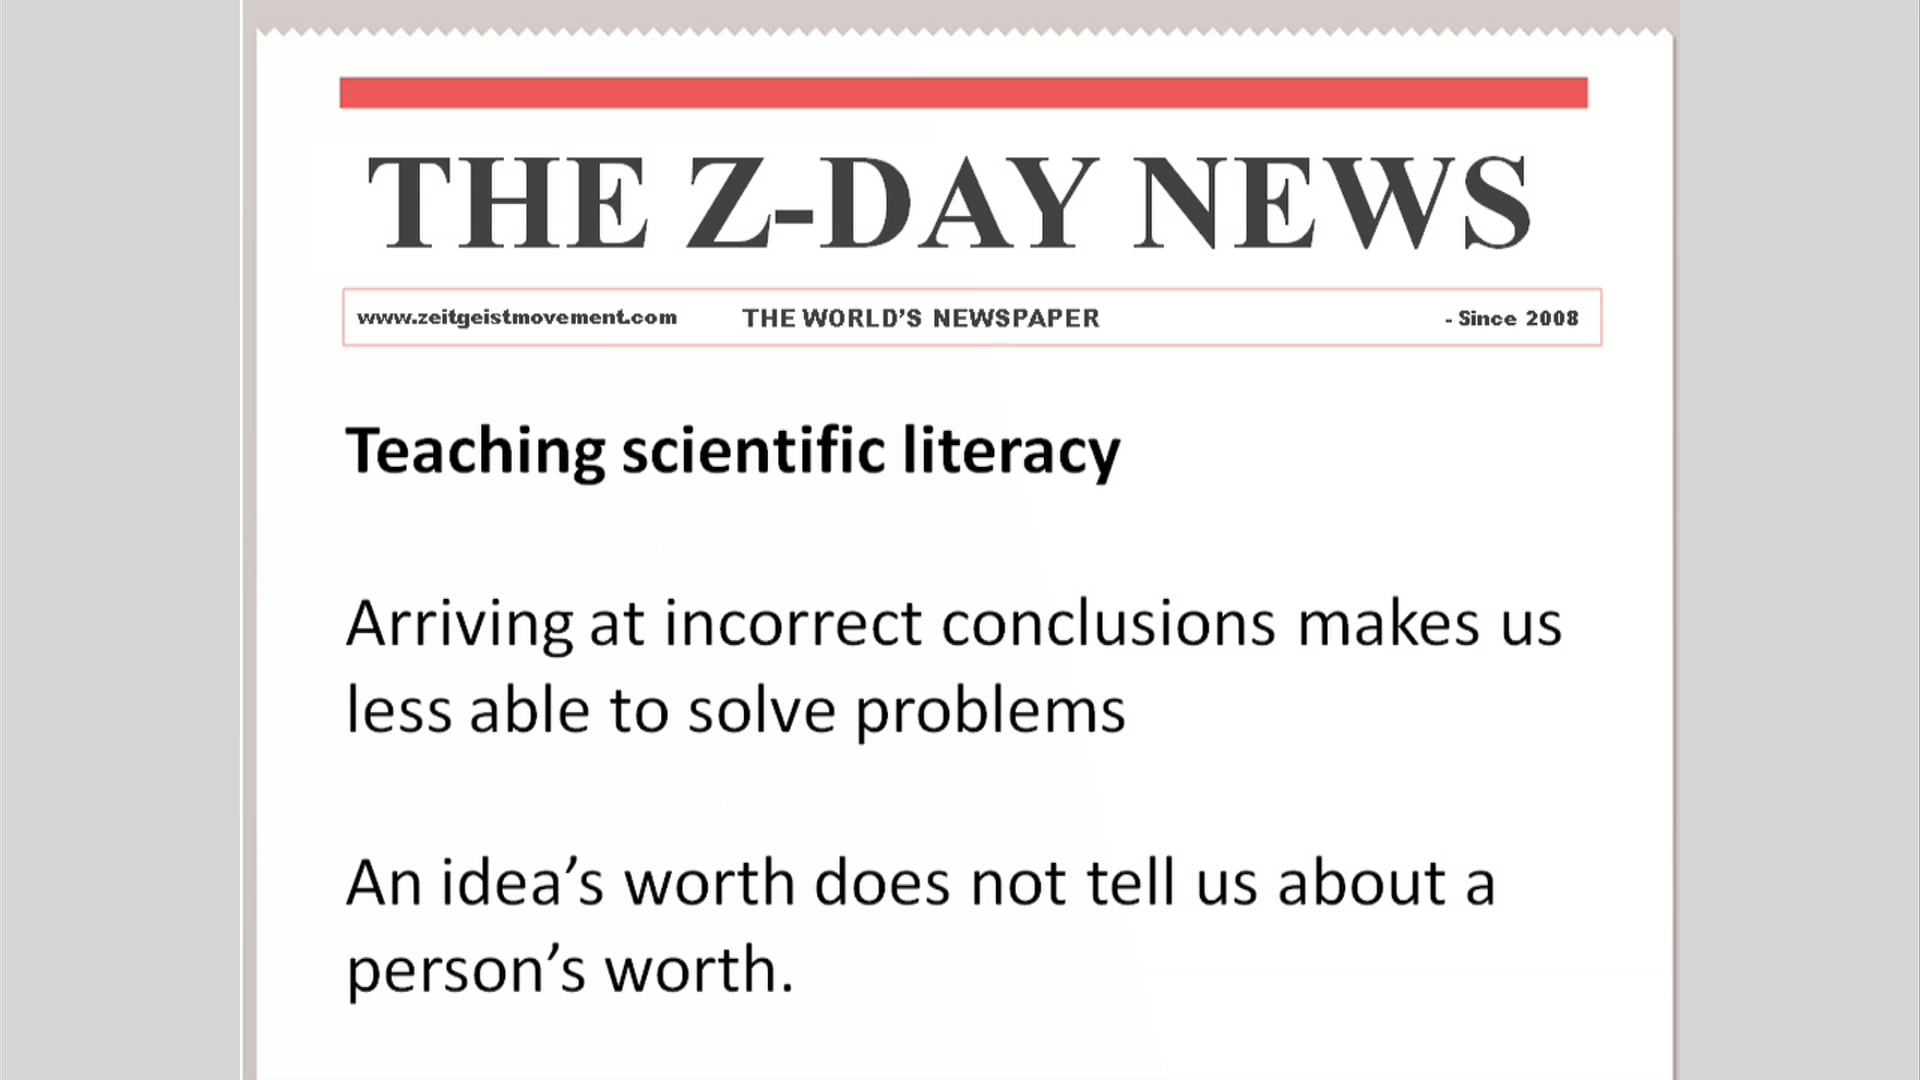 THE Z-DAY NEWS
www.zeitgeistmovement.com THE WORLD'S NEWSPAPER - Since 2008
Teaching scientific literacy
Arriving at incorrect conclusions makes us
less able to solve problems
An idea’s worth does not tell us about a
person’s worth.